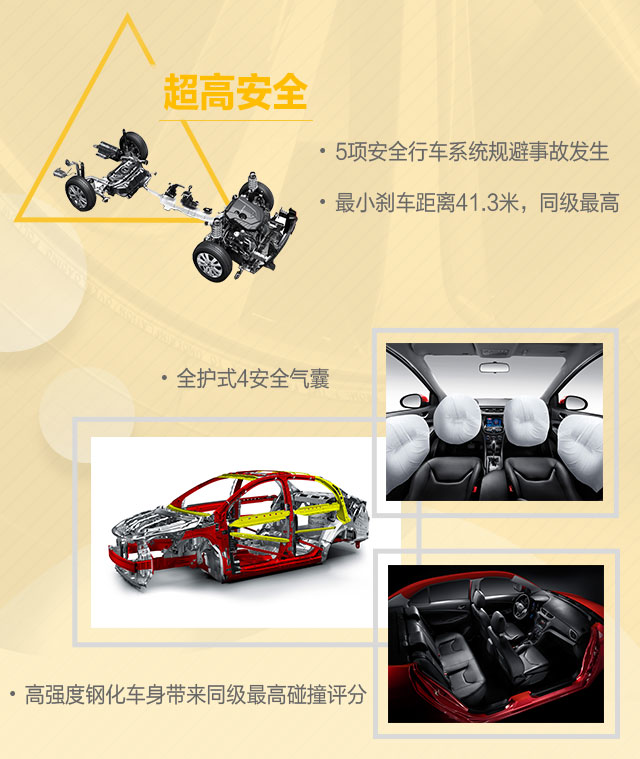 超高安全
• 5项安全行车系统规避事故发生
• 最小刹车距离41.3米，同级最高
• 全护式4安全气囊
• 高强度钢化车身带来同级最高碰撞评分